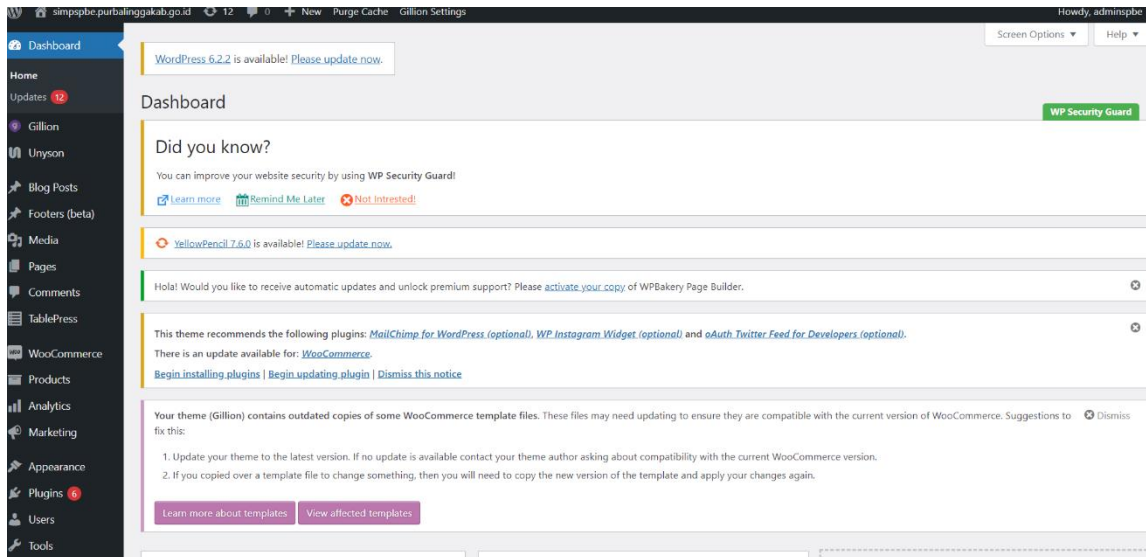 simpspbe.purbalinggakab.go.id 12 0 + New Purge Cache Gillion Settings Howdy, adminspbe
Screen Options ▼ Help ▼
Dashboard
Home
Updates 12
Gillion
Unyson
Blog Posts
Footers (beta)
Media
Pages
Comments
TablePress
WooCommerce
Products
Analytics
Marketing
Appearance
Plugins 6
Users
Tools
WordPress 6.2.2 is available! Please update now.
Dashboard
WP Security Guard
Did you know?
You can improve your website security by using WP Security Guard!
Learn more Remind Me Later Not Intrested!
YellowPencil 7.6.0 is available! Please update now.
Hola! Would you like to receive automatic updates and unlock premium support? Please activate your copy of WPBakery Page Builder.
This theme recommends the following plugins: MailChimp for WordPress (optional), WP Instagram Widget (optional) and oAuth Twitter Feed for Developers (optional).
There is an update available for: WooCommerce.
Begin installing plugins | Begin updating plugin | Dismiss this notice
Your theme (Gillion) contains outdated copies of some WooCommerce template files. These files may need updating to ensure they are compatible with the current version of WooCommerce. Suggestions to Dismiss
fix this:
1. Update your theme to the latest version. If no update is available contact your theme author asking about compatibility with the current WooCommerce version.
2. If you copied over a template file to change something, then you will need to copy the new version of the template and apply your changes again.
Learn more about templates View affected templates